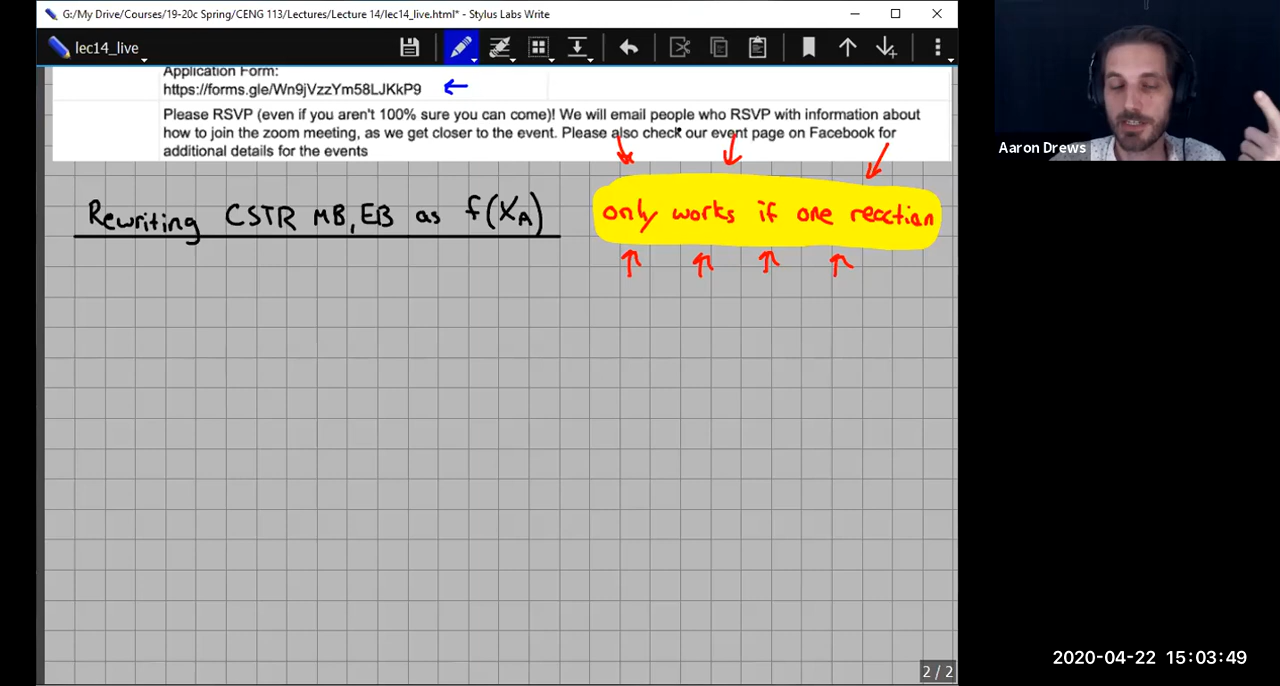 G:/My Drive/Courses/19-20c Spring/CENG 113/Lectures/Lecture 14/lec14_live.html* - Stylus Labs Write
lec14_live
Application Form:
https://forms.gle/Wn9jVzzYm58LJKkP9
Please RSVP (even if you aren't 100% sure you can come)! We will email people who RSVP with information about
how to join the zoom meeting, as we get closer to the event. Please also check our event page on Facebook for
additional details for the events
Rewriting CSTR MB, EB as f(XA)
only works if one reaction
Aaron Drews
2020-04-22 15:03:49
2 / 2